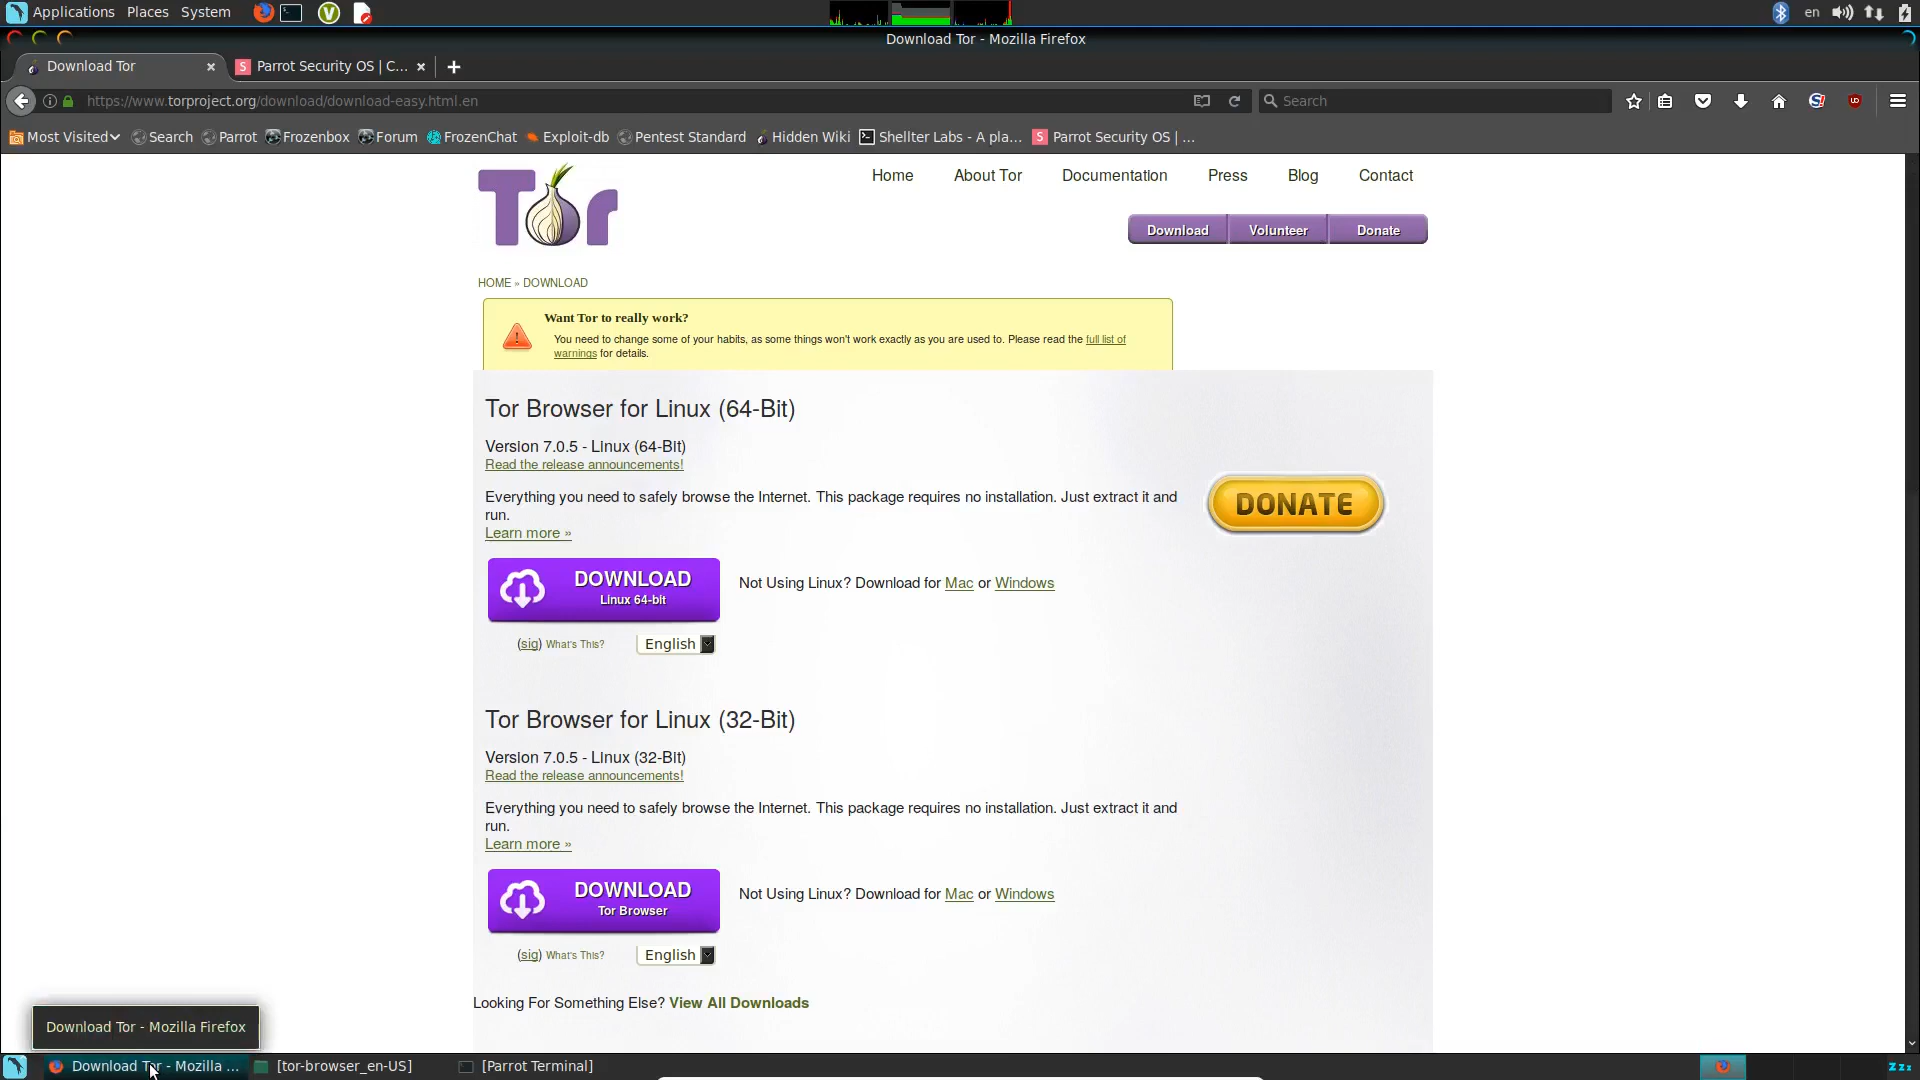 Applications Places System
en
Download Tor - Mozilla Firefox
Download Tor
Parrot Security OS | C...
https://www.torproject.org/download/download-easy.html.en
Search
Most Visited Search Parrot Frozenbox Forum FrozenChat Exploit-db Pentest Standard Hidden Wiki Shellter Labs - A pla... Parrot Security OS | ...
Tor
Home About Tor Documentation Press Blog Contact
Download Volunteer Donate
HOME » DOWNLOAD
Want Tor to really work?
You need to change some of your habits, as some things won't work exactly as you are used to. Please read the full list of
warnings for details.
Tor Browser for Linux (64-Bit)
Version 7.0.5 - Linux (64-Bit)
Read the release announcements!
Everything you need to safely browse the Internet. This package requires no installation. Just extract it and
run.
Learn more »
DONATE
DOWNLOAD
Linux 64-bit
Not Using Linux? Download for Mac or Windows
(sig) What's This?
English
Tor Browser for Linux (32-Bit)
Version 7.0.5 - Linux (32-Bit)
Read the release announcements!
Everything you need to safely browse the Internet. This package requires no installation. Just extract it and
run.
Learn more »
DOWNLOAD
Tor Browser
Not Using Linux? Download for Mac or Windows
(sig) What's This?
English
Looking For Something Else? View All Downloads
Download Tor - Mozilla Firefox
Download Tor - Mozilla ...
[tor-browser_en-US]
[Parrot Terminal]
zzz